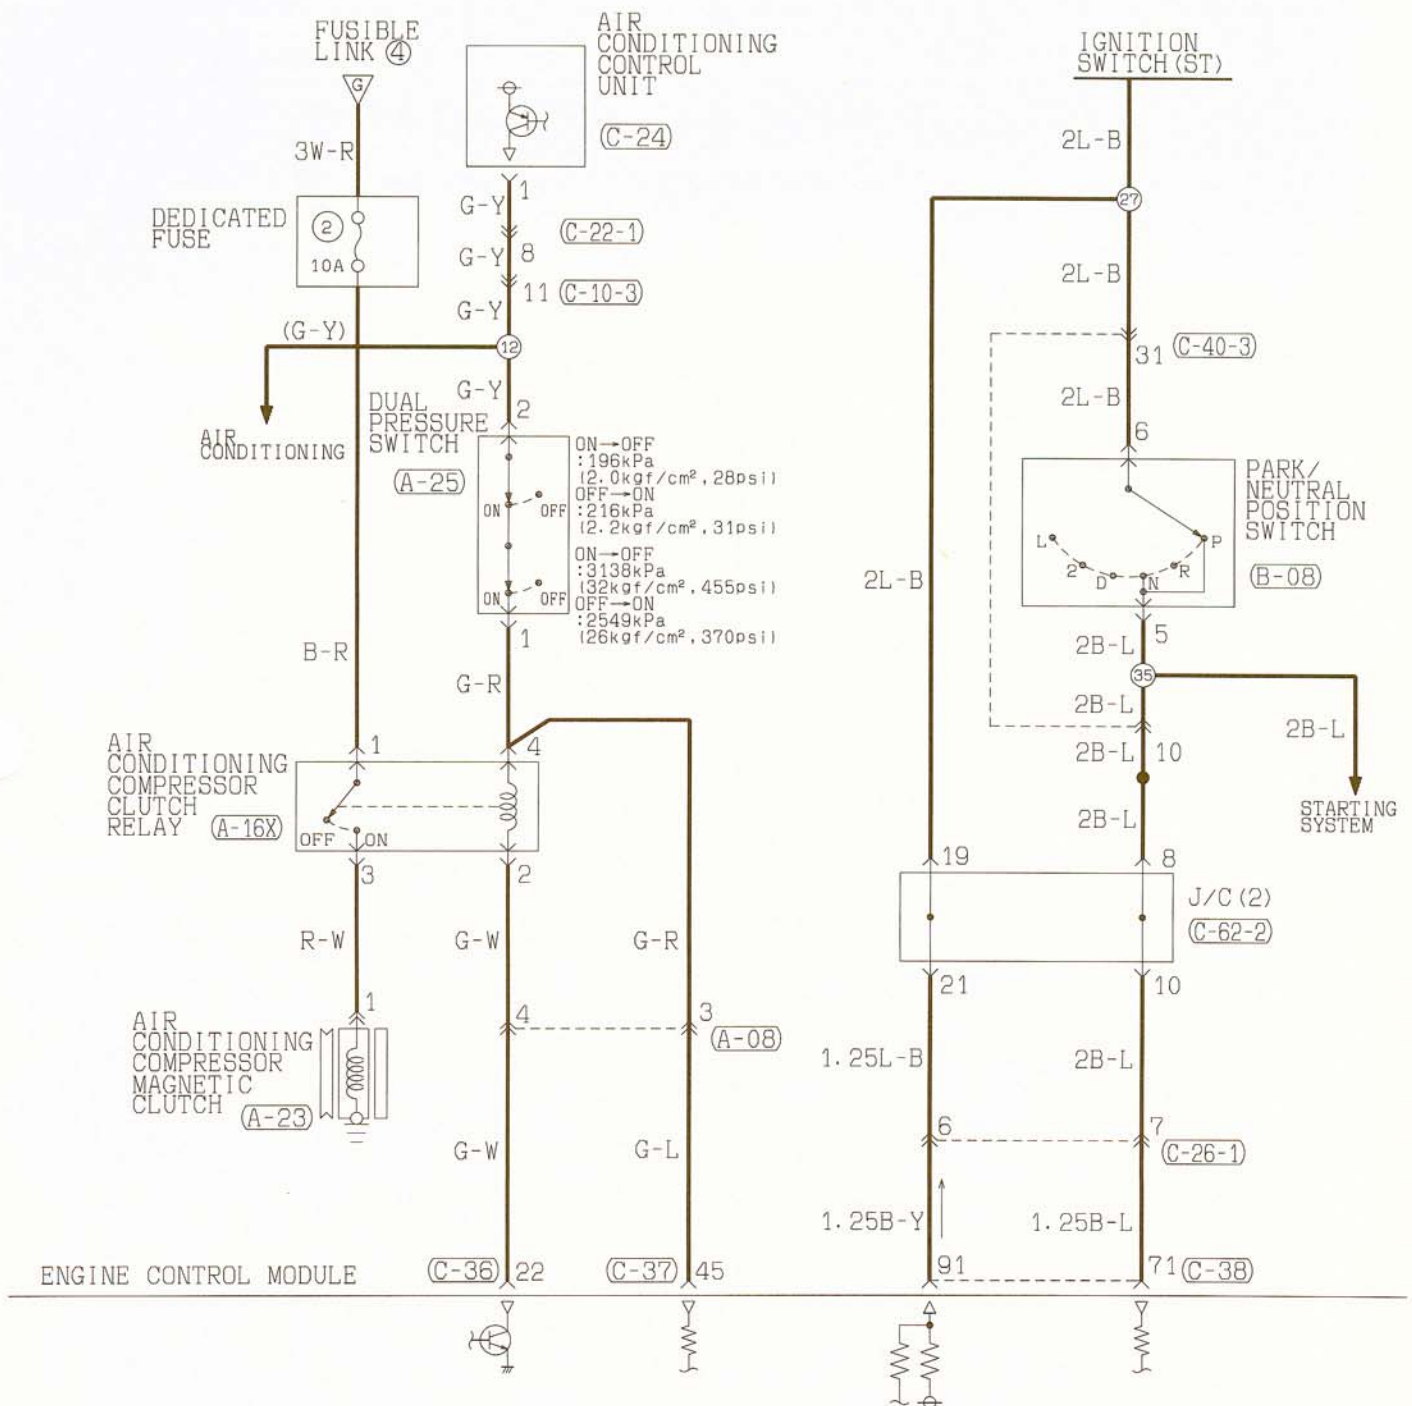 FUSIBLE
LINK ④
G
3W-R
DEDICATED
FUSE
②
10A
AIR
CONDITIONING
CONTROL
UNIT
C-24
1
G-Y
C-22-1
G-Y
8
11
C-10-3
G-Y
(G-Y)
12
G-Y
2
AIR
CONDITIONING
DUAL
PRESSURE
SWITCH
A-25
ON OFF
ON OFF
ON→OFF
:196kPa
(2.0kgf/cm², 28psi)
OFF→ON
:216kPa
(2.2kgf/cm², 31psi)
ON→OFF
:3138kPa
(32kgf/cm², 455psi)
OFF→ON
:2549kPa
(26kgf/cm², 370psi)
1
B-R
G-R
AIR
CONDITIONING
COMPRESSOR
CLUTCH
RELAY
A-16X
1
4
OFF ON
3
2
R-W
G-W
G-R
1
4
3
A-08
AIR
CONDITIONING
COMPRESSOR
MAGNETIC
CLUTCH
A-23
G-W
G-L
ENGINE CONTROL MODULE
C-36
22
C-37
45
IGNITION
SWITCH (ST)
2L-B
27
2L-B
31
C-40-3
2L-B
6
PARK/
NEUTRAL
POSITION
SWITCH
B-08
L
2
D
N
R
P
2L-B
5
2B-L
35
2B-L
2B-L
10
2B-L
STARTING
SYSTEM
2B-L
19
8
J/C (2)
C-62-2
21
10
1.25L-B
2B-L
6
7
C-26-1
1.25B-Y
1.25B-L
91
71
C-38